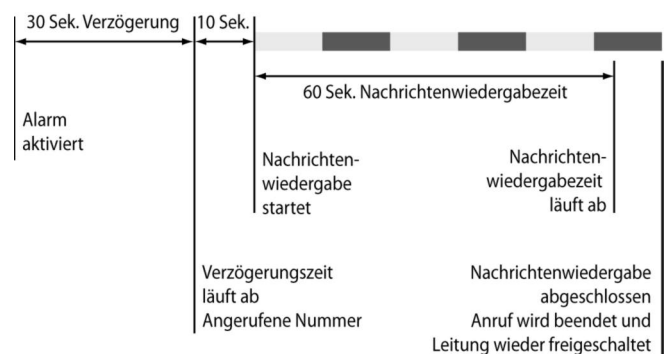 30 Sek. Verzögerung
10 Sek.
60 Sek. Nachrichtenwiedergabezeit
Alarm
aktiviert
Nachrichten-
wiedergabe
startet
Nachrichten-
wiedergabezeit
läuft ab
Verzögerungszeit
läuft ab
Angerufene Nummer
Nachrichtenwiedergabe
abgeschlossen
Anruf wird beendet und
Leitung wieder freigeschaltet